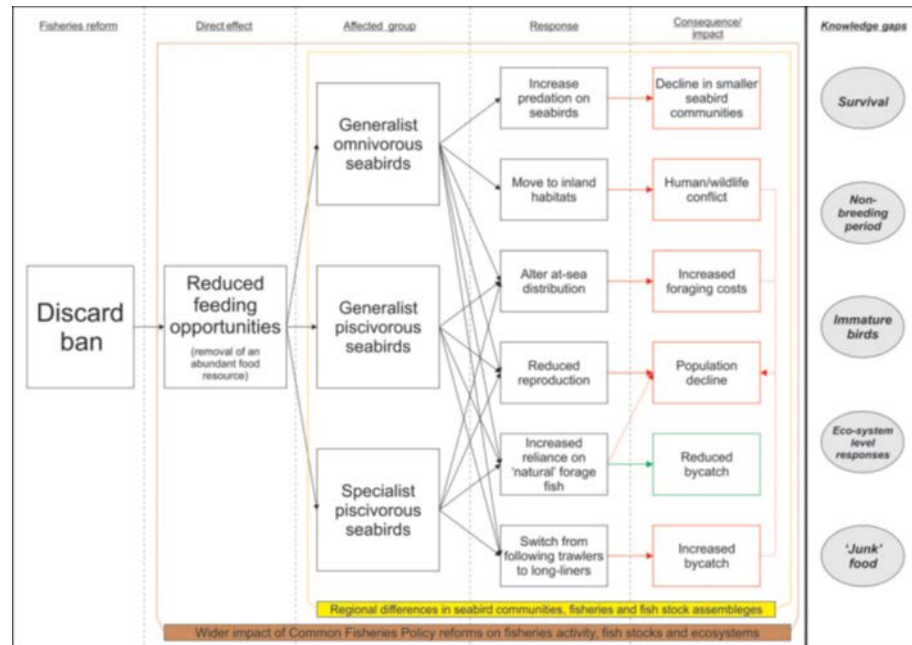 Fisheries reform
Direct effect
Affected group
Response
Consequence/
impact
Knowledge gaps
Discard
ban
Reduced
feeding
opportunities
(removal of an
abundant food
resource)
Generalist
omnivorous
seabirds
Generalist
piscivorous
seabirds
Specialist
piscivorous
seabirds
Increase
predation on
seabirds
Move to inland
habitats
Alter at-sea
distribution
Reduced
reproduction
Increased
reliance on
‘natural’ forage
fish
Switch from
following trawlers
to long-liners
Decline in smaller
seabird
communities
Human/wildlife
conflict
Increased
foraging costs
Population
decline
Reduced
bycatch
Increased
bycatch
Survival
Non-
breeding
period
Immature
birds
Eco-system
level
responses
‘Junk’
food
Regional differences in seabird communities, fisheries and fish stock assembleges
Wider impact of Common Fisheries Policy reforms on fisheries activity, fish stocks and ecosystems